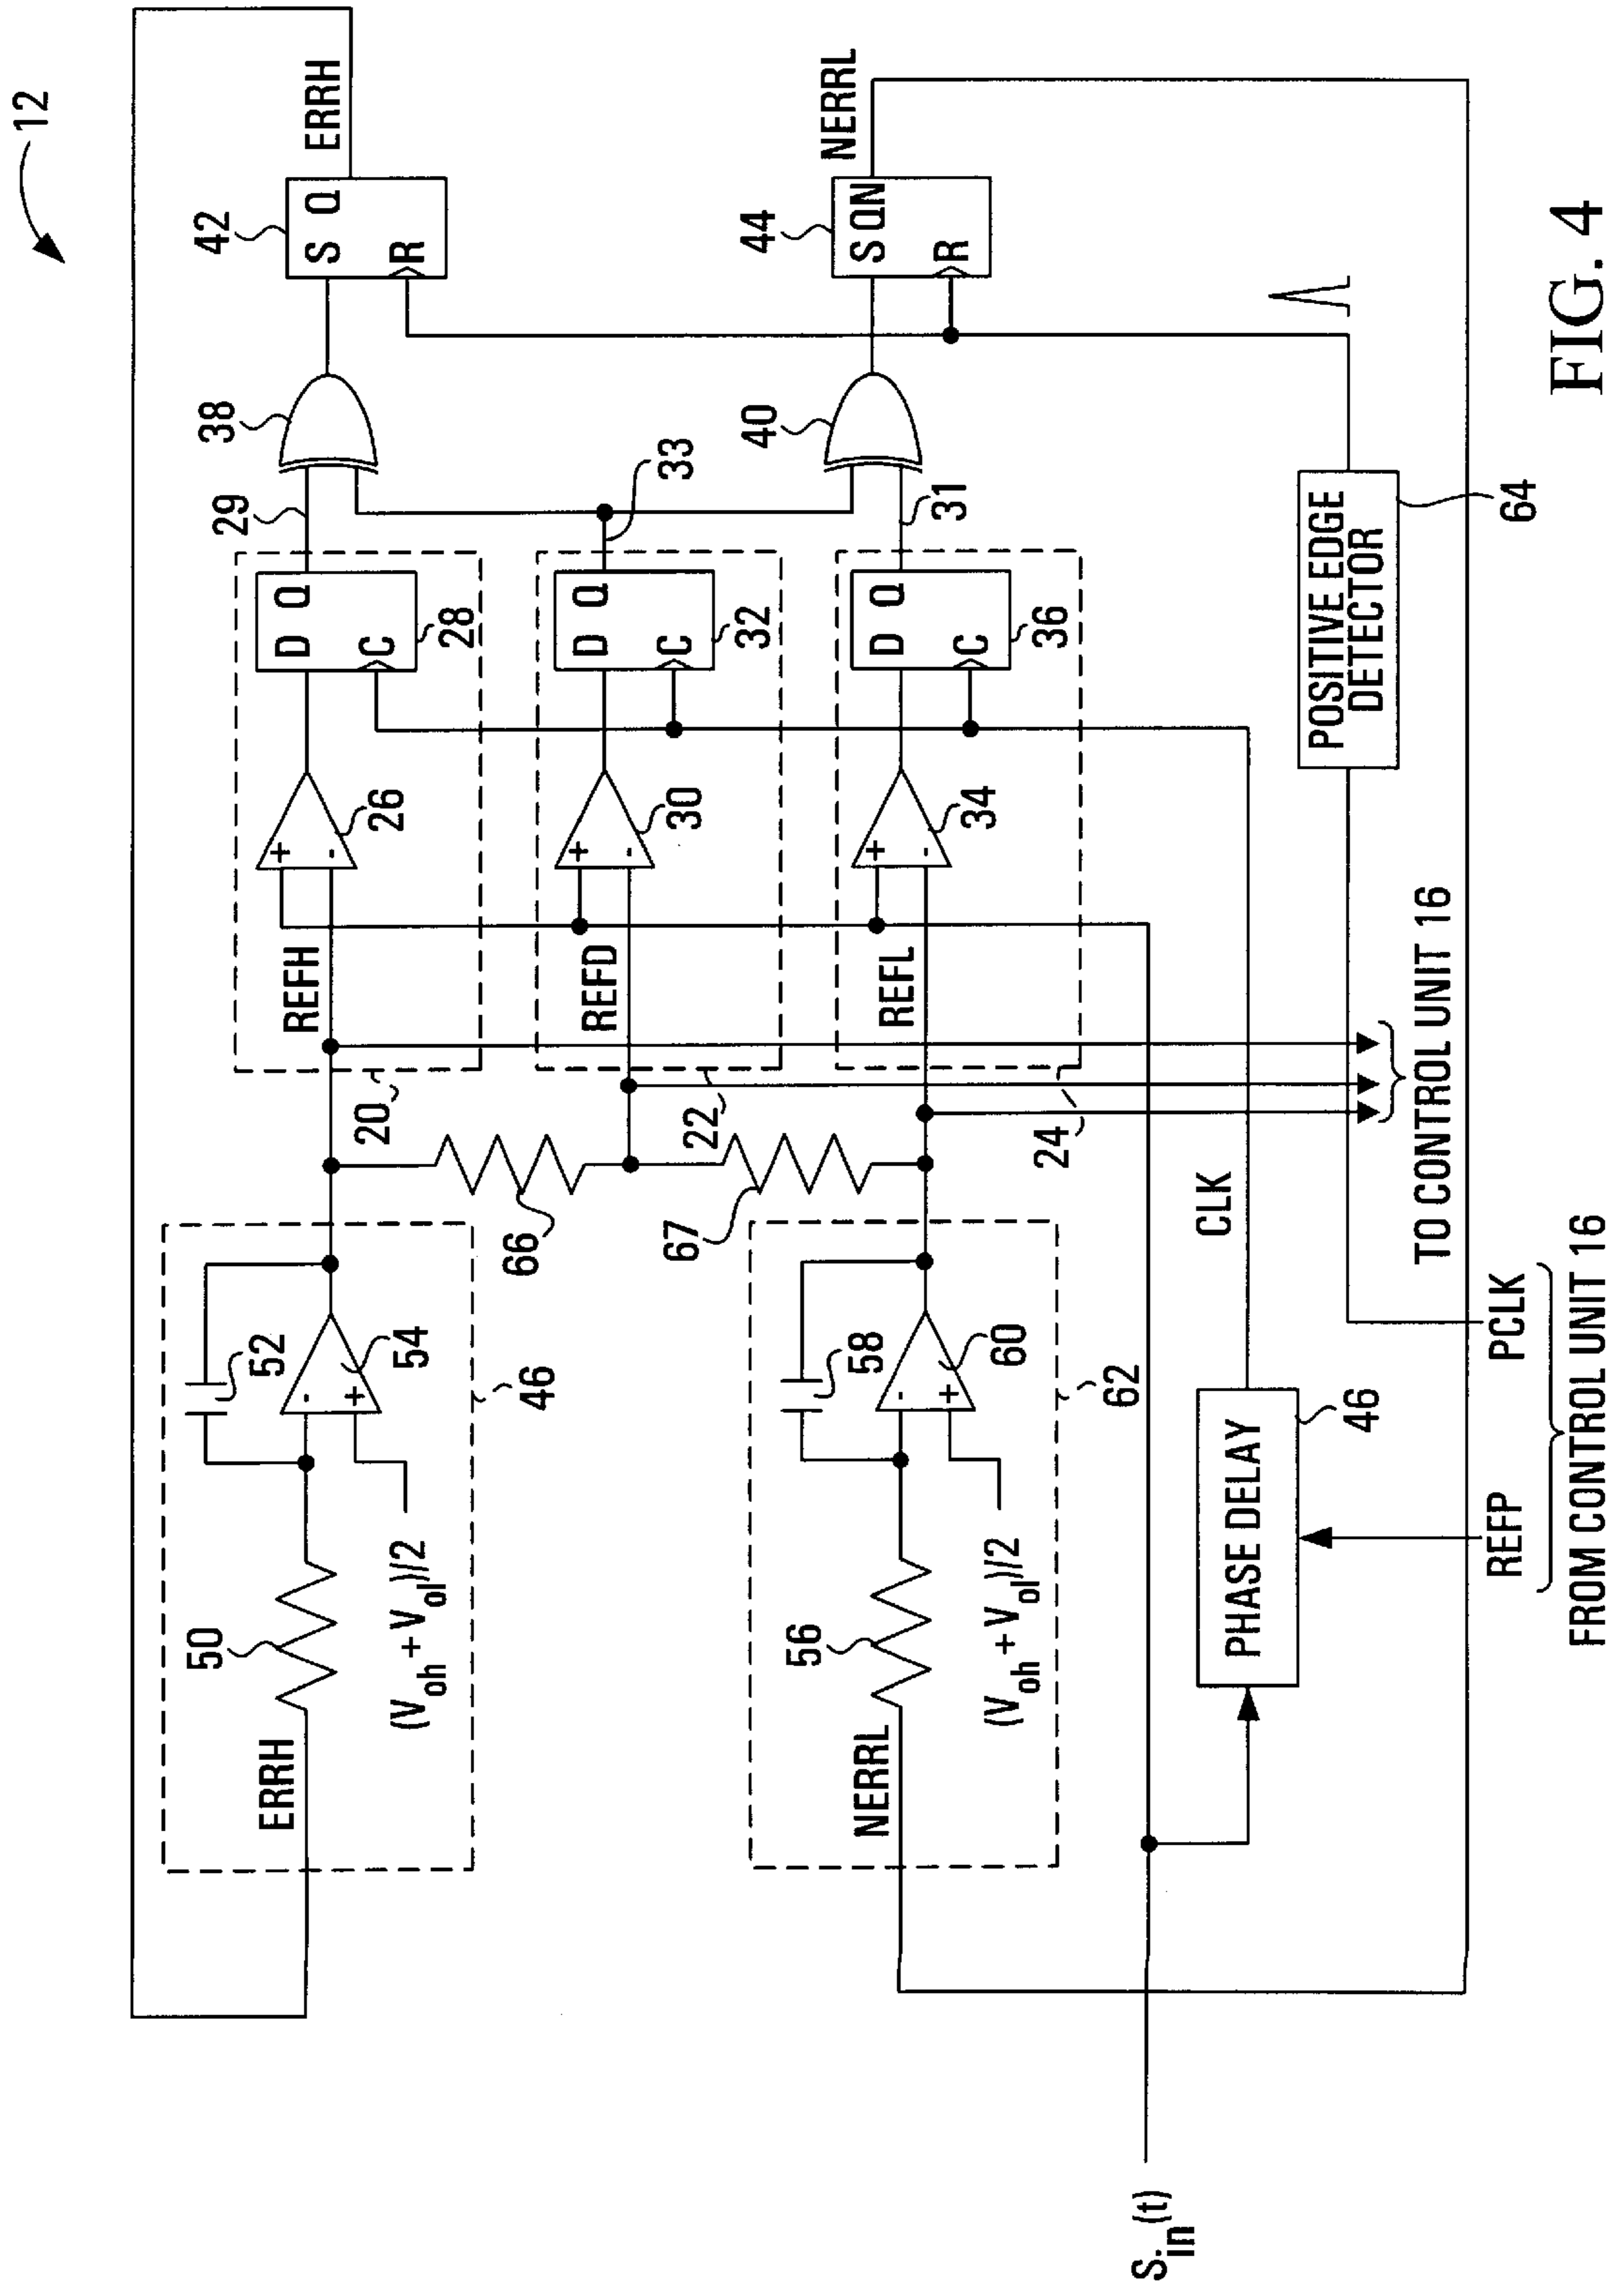 12
ERRH
50
(Voh + Vol)/2
52
-
+
54
46
66
20
REFH
+
-
26
D Q
C
28
29
38
42
S Q
R
ERRH
REFD
22
+
-
30
D Q
C
32
33
NERRL
56
(Voh + Vol)/2
58
-
+
60
62
67
24
REFL
+
-
34
D Q
C
36
31
40
44
S QN
R
NERRL
Sin(t)
PHASE DELAY
46
CLK
POSITIVE EDGE
DETECTOR
64
TO CONTROL UNIT 16
REFP
PCLK
FROM CONTROL UNIT 16
FIG. 4